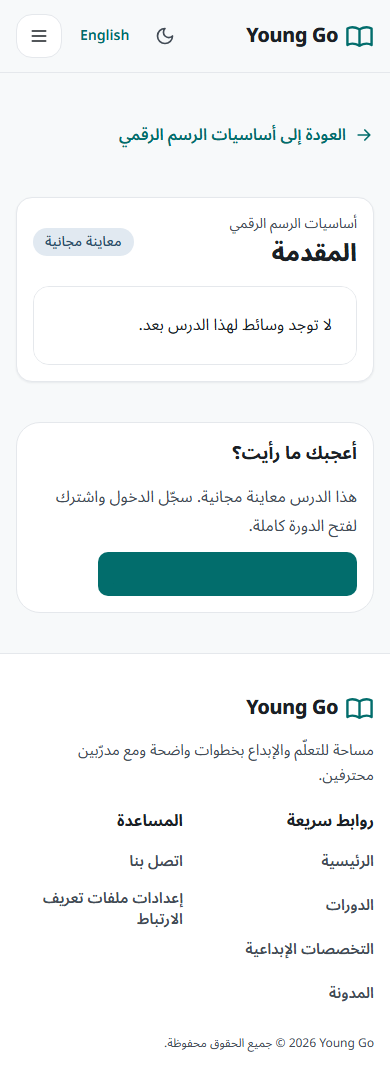 Young Go
English
العودة إلى أساسيات الرسم الرقمي
أساسيات الرسم الرقمي
المقدمة
معاينة مجانية
لا توجد وسائط لهذا الدرس بعد.
أعجبك ما رأيت؟
هذا الدرس معاينة مجانية. سجّل الدخول واشترك
لفتح الدورة كاملة.
Young Go
مساحة للتعلّم والإبداع بخطوات واضحة ومع مدرّبين
محترفين.
روابط سريعة
الرئيسية
الدورات
التخصصات الإبداعية
المدونة
المساعدة
اتصل بنا
إعدادات ملفات تعريف
الارتباط
Young Go 2026 © جميع الحقوق محفوظة.